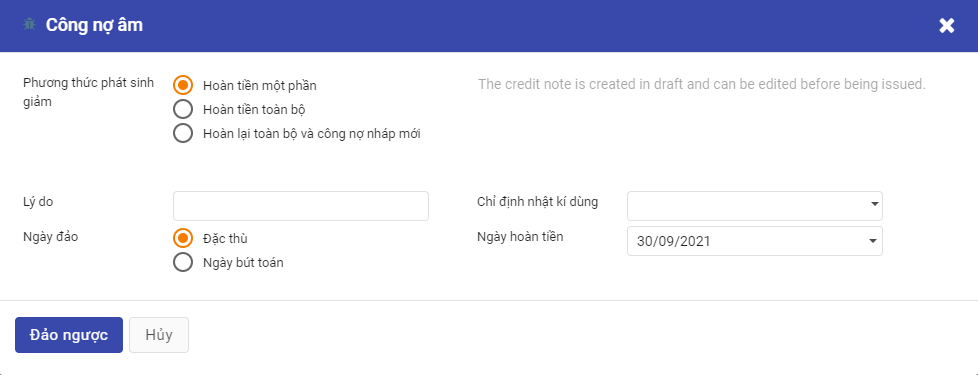 Công nợ âm
Phương thức phát sinh
giảm
Hoàn tiền một phần
Hoàn tiền toàn bộ
Hoàn lại toàn bộ và công nợ nháp mới
The credit note is created in draft and can be edited before being issued.
Lý do
Chỉ định nhật kí dùng
Ngày đảo
Đặc thù
Ngày bút toán
Ngày hoàn tiền
30/09/2021
Đảo ngược
Hủy